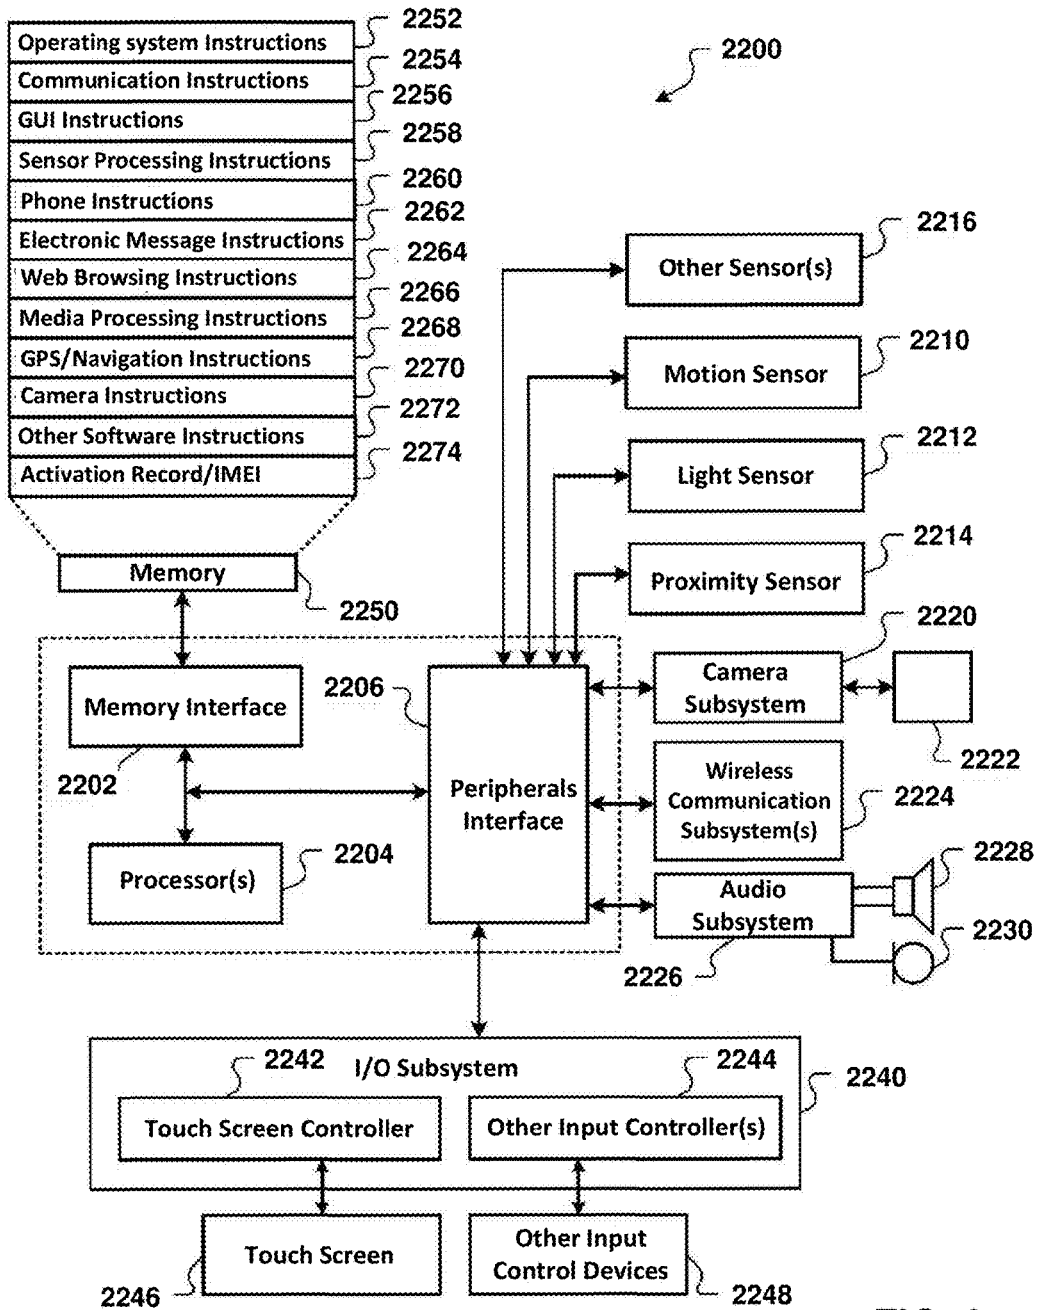 2252
Operating system Instructions
2254
Communication Instructions
2256
GUI Instructions
2258
Sensor Processing Instructions
2260
Phone Instructions
2262
Electronic Message Instructions
2264
Web Browsing Instructions
2266
Media Processing Instructions
2268
GPS/Navigation Instructions
2270
Camera Instructions
2272
Other Software Instructions
2274
Activation Record/IMEI
2200
Memory
2250
2216
Other Sensor(s)
2210
Motion Sensor
2212
Light Sensor
2214
Proximity Sensor
2220
Camera
Subsystem
2222
2206
Memory Interface
2202
Peripherals
Interface
Wireless
Communication
Subsystem(s)
2224
2204
Processor(s)
2228
Audio
Subsystem
2230
2226
2242
2244
I/O Subsystem
2240
Touch Screen Controller
Other Input Controller(s)
Touch Screen
2246
Other Input
Control Devices
2248